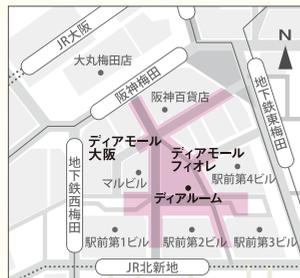 JR大阪
大丸梅田店
N
阪神梅田
地下鉄東梅田
阪神百貨店
ディアモール
大阪
ディアモール
フィオレ
地下鉄西梅田
マルビル
駅前第4ビル
ディアルーム
駅前第1ビル
駅前第2ビル
駅前第3ビル
JR北新地